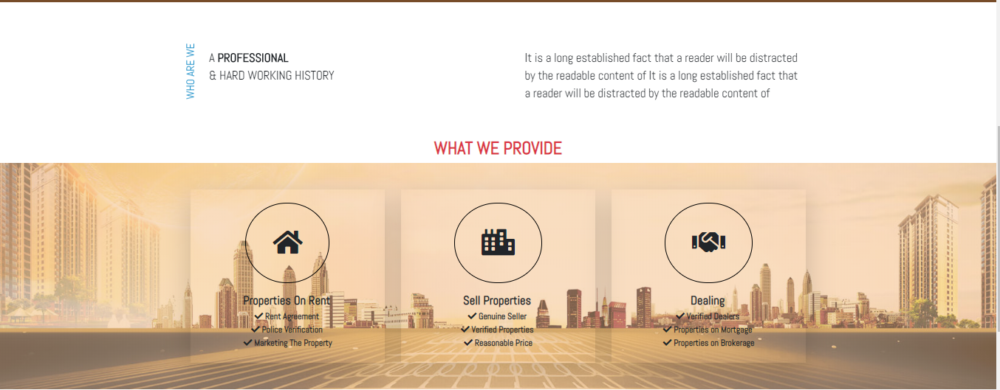 WHO ARE WE
A PROFESSIONAL
& HARD WORKING HISTORY
It is a long established fact that a reader will be distracted
by the readable content of It is a long established fact that
a reader will be distracted by the readable content of
WHAT WE PROVIDE
Properties On Rent
Rent Agreement
Police Verification
Marketing The Property
Sell Properties
Genuine Seller
Verified Properties
Reasonable Price
Dealing
Verified Dealers
Properties on Mortgage
Properties on Brokerage